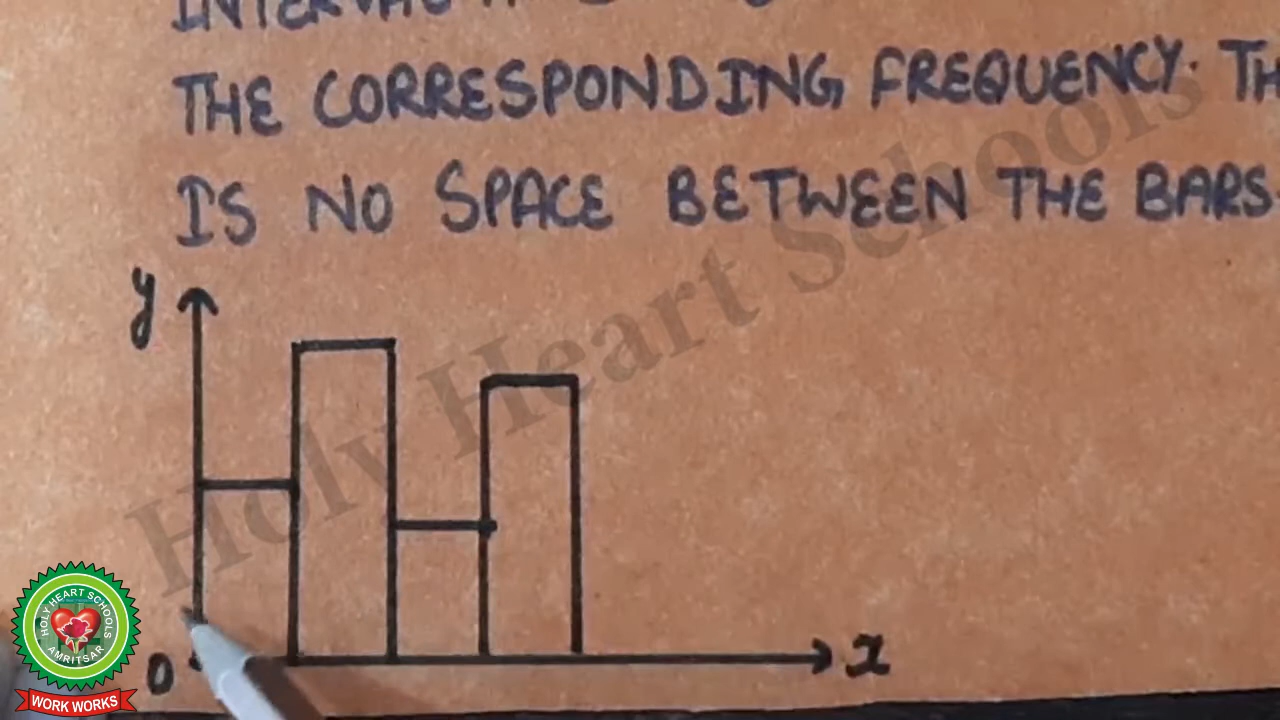 THE CORRESPONDING FREQUENCY. TH
IS NO SPACE BETWEEN THE BARS.
y
0
x
Holy Heart Schools
HOLY HEART SCHOOLS
AMRITSAR
WORK WORKS